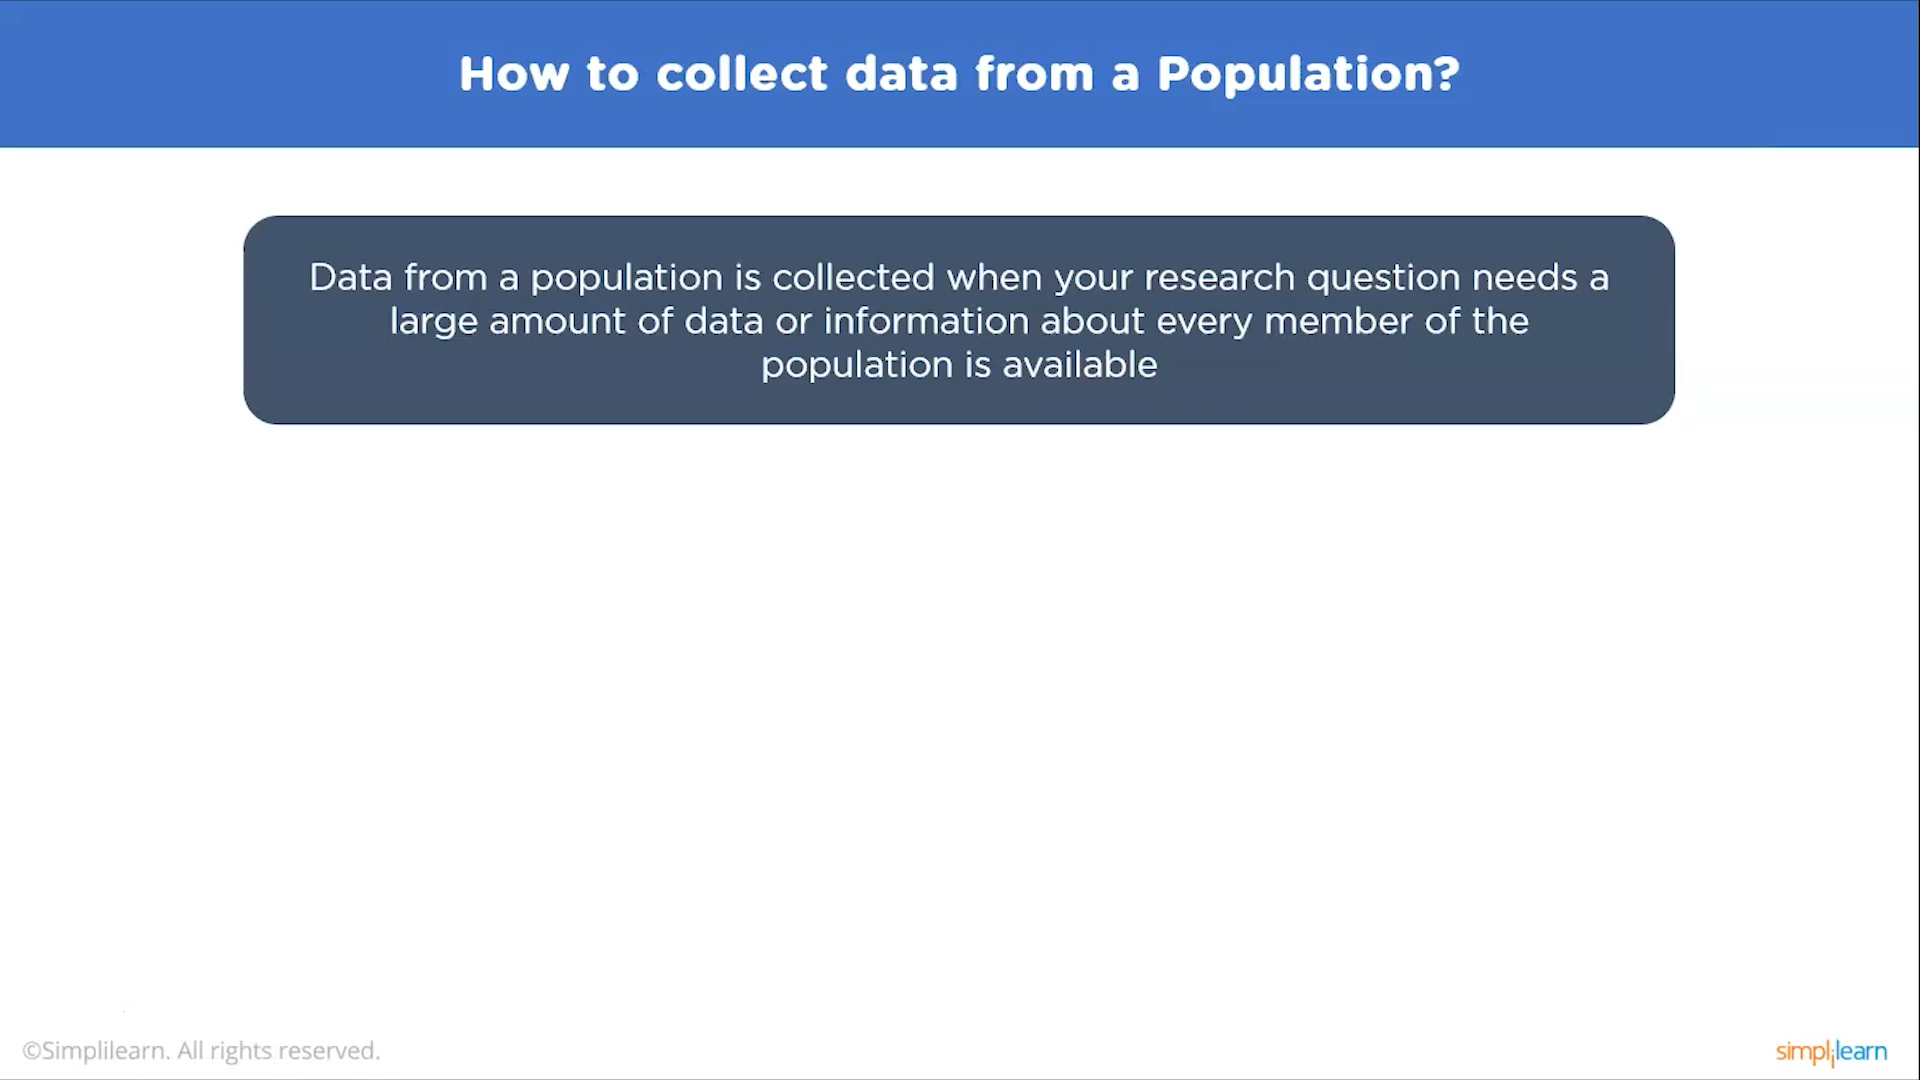 How to collect data from a Population?
Data from a population is collected when your research question needs a
large amount of data or information about every member of the
population is available
©Simplilearn. All rights reserved.
simplilearn